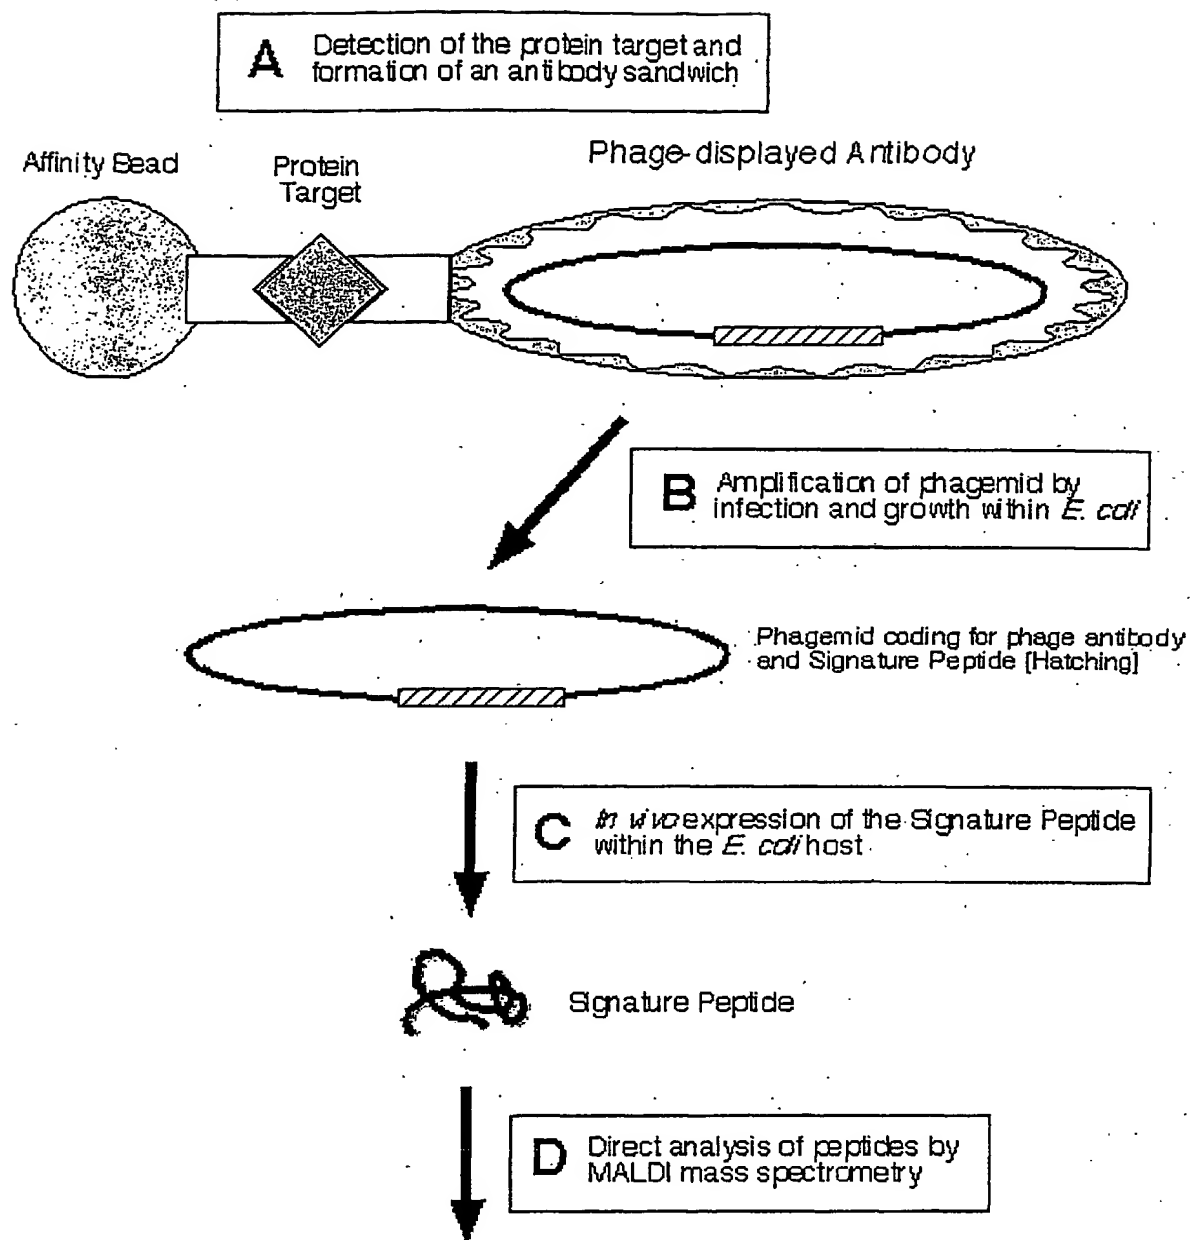 A Detection of the protein target and
formation of an antibody sandwich
Affinity Bead
Protein
Target
Phage-displayed Antibody
B Amplification of phagemid by
infection and growth within E. coli
Phagemid coding for phage antibody
and Signature Peptide [Hatching]
C In vivo expression of the Signature Peptide
within the E. coli host
Signature Peptide
D Direct analysis of peptides by
MALDI mass spectrometry